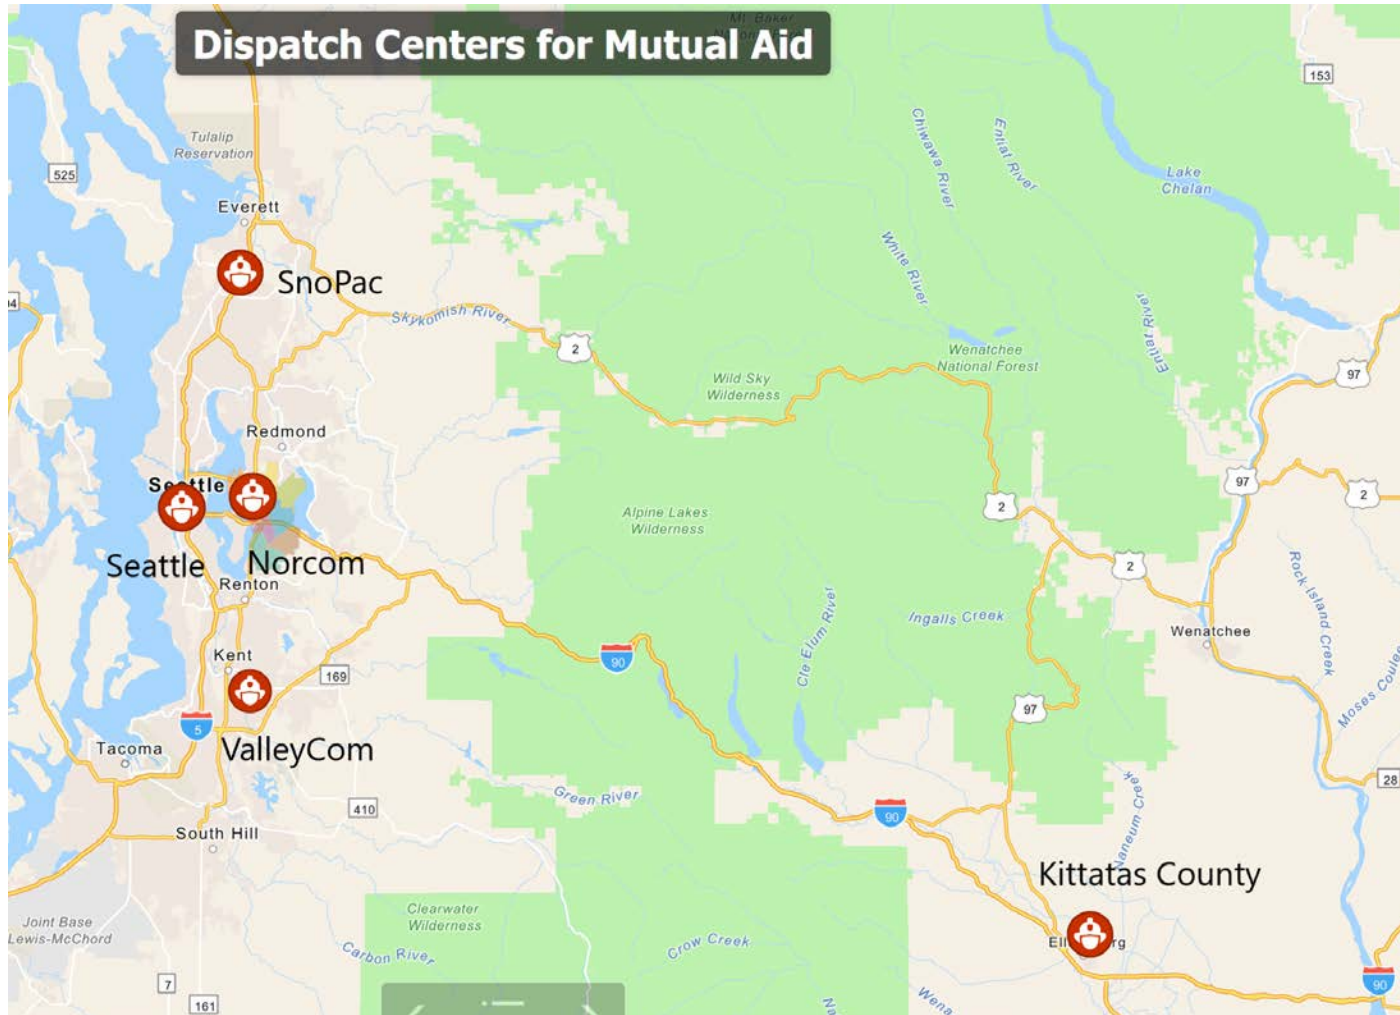 Dispatch Centers for Mutual Aid
153
Tulalip
Reservation
525
Chiwawa River
Entiat River
Lake
Chelan
Everett
White River
SnoPac
Skykomish River
Entiat River
2
Wenatchee
National Forest
97
Wild Sky
Wilderness
Redmond
Seattle
97
2
2
Alpine Lakes
Wilderness
Seattle
Norcom
Renton
2
Rock Island Creek
Cle Elum River
Ingalls Creek
Wenatchee
Kent
90
169
Moses Coulee
97
5
Tacoma
ValleyCom
28
Green River
410
90
Naneum Creek
South Hill
Kittatas County
Clearwater
Wilderness
Joint Base
Lewis-McChord
Crow Creek
Carbon River
7
161
90